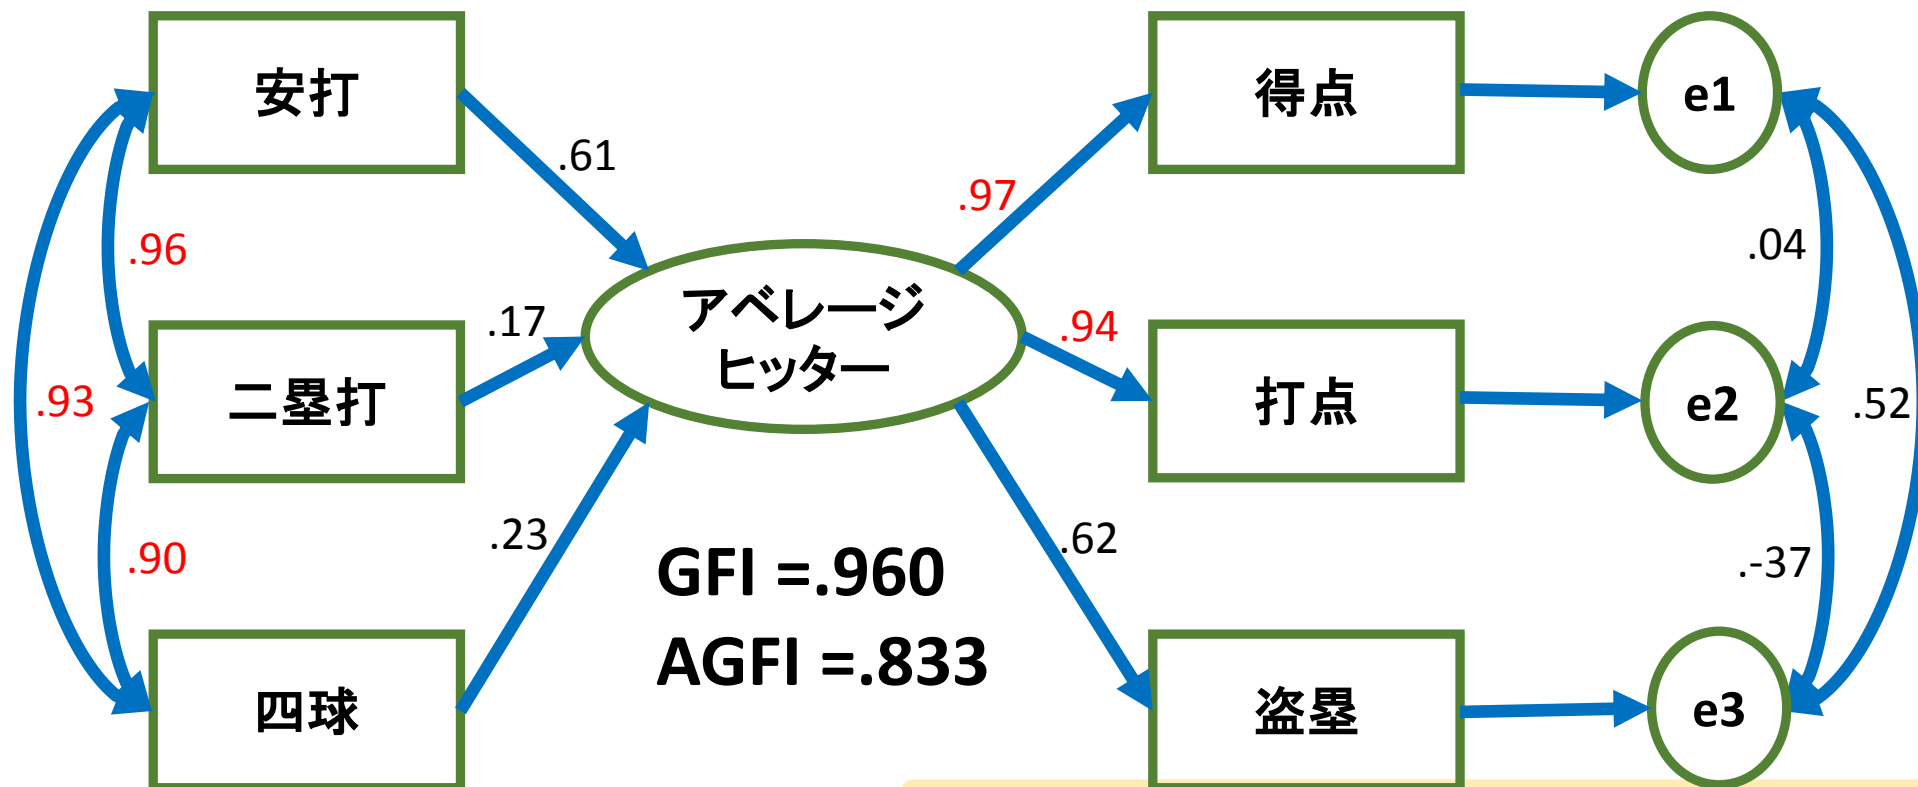 安打
得点
e1
.61
.97
.96
.04
アベレージ
ヒッター
.17
.94
.93
二塁打
打点
e2
.52
.90
.23
.62
.-37
GFI =.960
AGFI =.833
四球
盗塁
e3